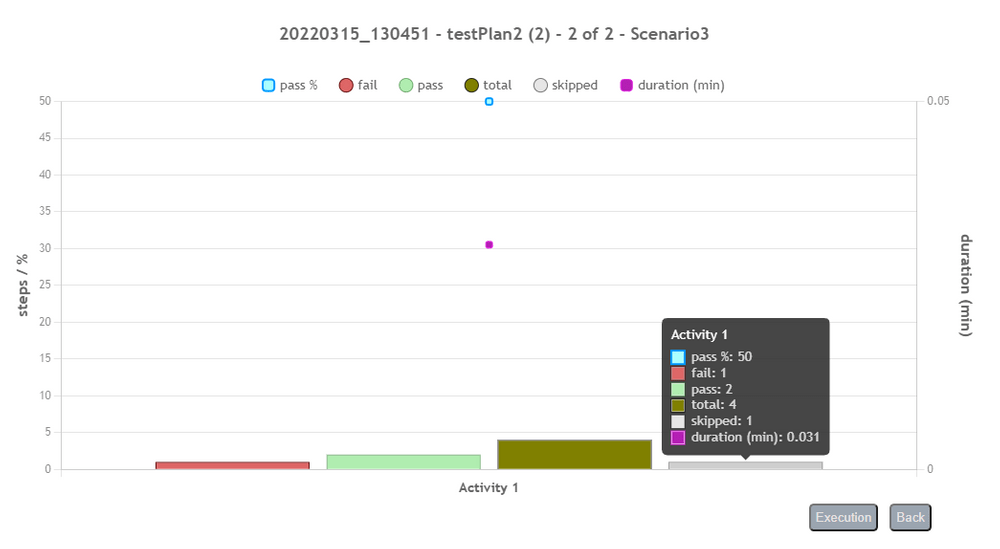 20220315_130451 - testPlan2 (2) - 2 of 2 - Scenario3
pass % fail pass total skipped duration (min)
50
45
40
35
30
25
20
15
10
5
0
steps / %
0.05
0
duration (min)
Activity 1
pass %: 50
fail: 1
pass: 2
total: 4
skipped: 1
duration (min): 0.031
Activity 1
Execution Back